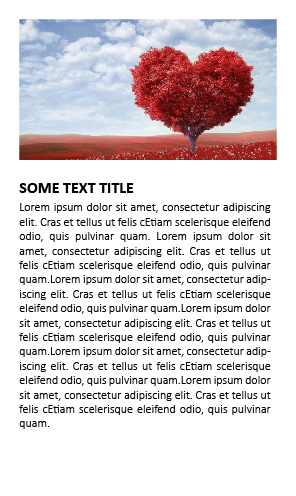 SOME TEXT TITLE
Lorem ipsum dolor sit amet, consectetur adipiscing
elit. Cras et tellus ut felis cEtiam scelerisque eleifend
odio, quis pulvinar quam. Lorem ipsum dolor sit
amet, consectetur adipiscing elit. Cras et tellus ut
felis cEtiam scelerisque eleifend odio, quis pulvinar
quam.Lorem ipsum dolor sit amet, consectetur adip-
iscing elit. Cras et tellus ut felis cEtiam scelerisque
eleifend odio, quis pulvinar quam.Lorem ipsum dolor
sit amet, consectetur adipiscing elit. Cras et tellus ut
felis cEtiam scelerisque eleifend odio, quis pulvinar
quam.Lorem ipsum dolor sit amet, consectetur adip-
iscing elit. Cras et tellus ut felis cEtiam scelerisque
eleifend odio, quis pulvinar quam.Lorem ipsum dolor
sit amet, consectetur adipiscing elit. Cras et tellus ut
felis cEtiam scelerisque eleifend odio, quis pulvinar
quam.